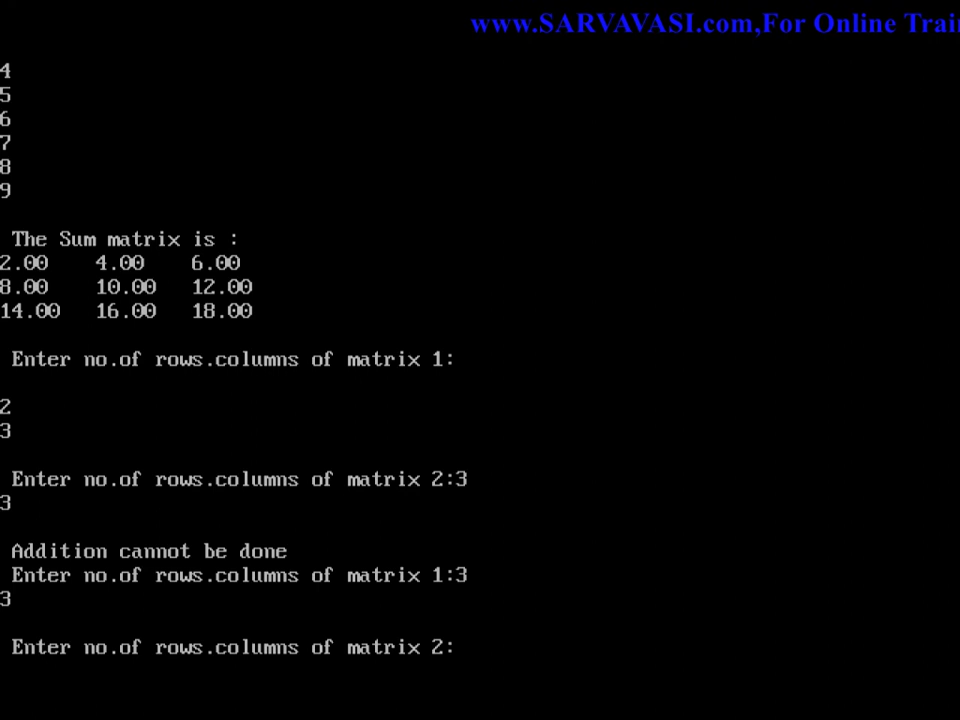 www.SARVAVASI.com,For Online Trai
4
5
6
7
8
9
The Sum matrix is :
2.00 4.00 6.00
8.00 10.00 12.00
14.00 16.00 18.00
Enter no.of rows.columns of matrix 1:
2
3
Enter no.of rows.columns of matrix 2:3
3
Addition cannot be done
Enter no.of rows.columns of matrix 1:3
3
Enter no.of rows.columns of matrix 2: